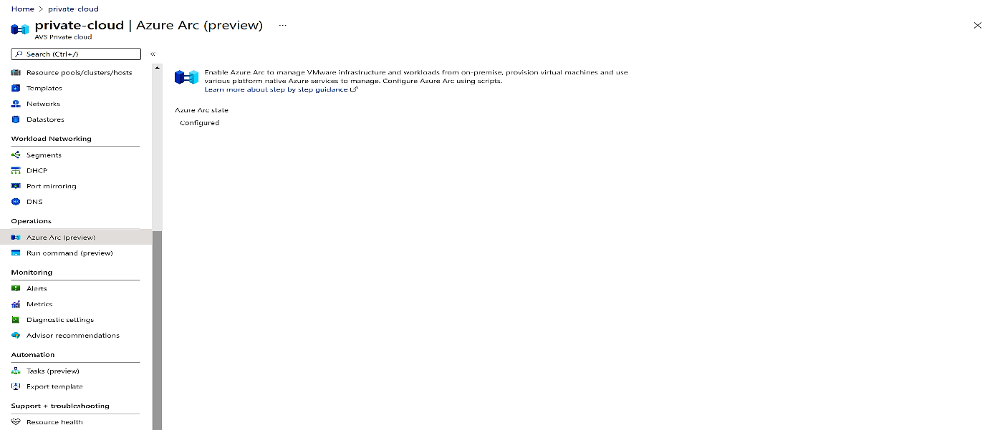 Home > private-cloud
private-cloud | Azure Arc (preview) ...
AVS Private cloud
Search (Ctrl+/)
«
Resource pools/clusters/hosts
Templates
Networks
Datastores
Workload Networking
Segments
DHCP
Port mirroring
DNS
Operations
Azure Arc (preview)
Run command (preview)
Monitoring
Alerts
Metrics
Diagnostic settings
Advisor recommendations
Automation
Tasks (preview)
Export template
Support + troubleshooting
Resource health
Enable Azure Arc to manage VMware infrastructure and workloads from on-premise, provision virtual machines and use
various platform native Azure services to manage. Configure Azure Arc using scripts.
Learn more about step by step guidance
Azure Arc state
Configured